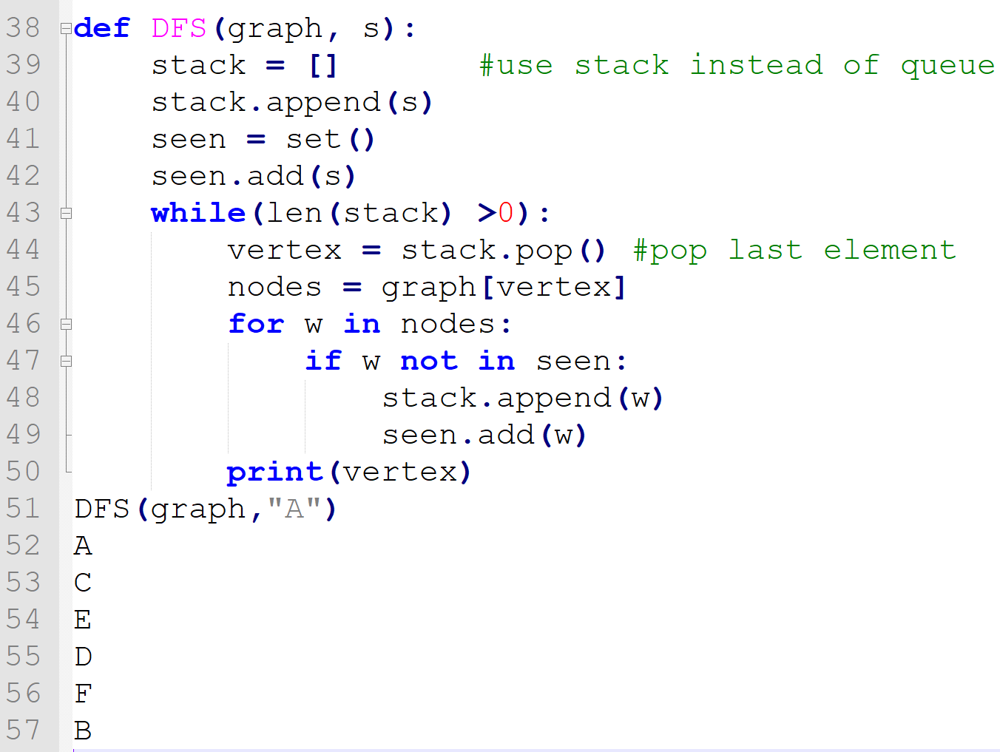 38 def DFS(graph, s):
39     stack = []       #use stack instead of queue
40     stack.append(s)
41     seen = set()
42     seen.add(s)
43     while(len(stack) >0):
44         vertex = stack.pop() #pop last element
45         nodes = graph[vertex]
46         for w in nodes:
47             if w not in seen:
48                 stack.append(w)
49                 seen.add(w)
50         print(vertex)
51 DFS(graph,"A")
52 A
53 C
54 E
55 D
56 F
57 B